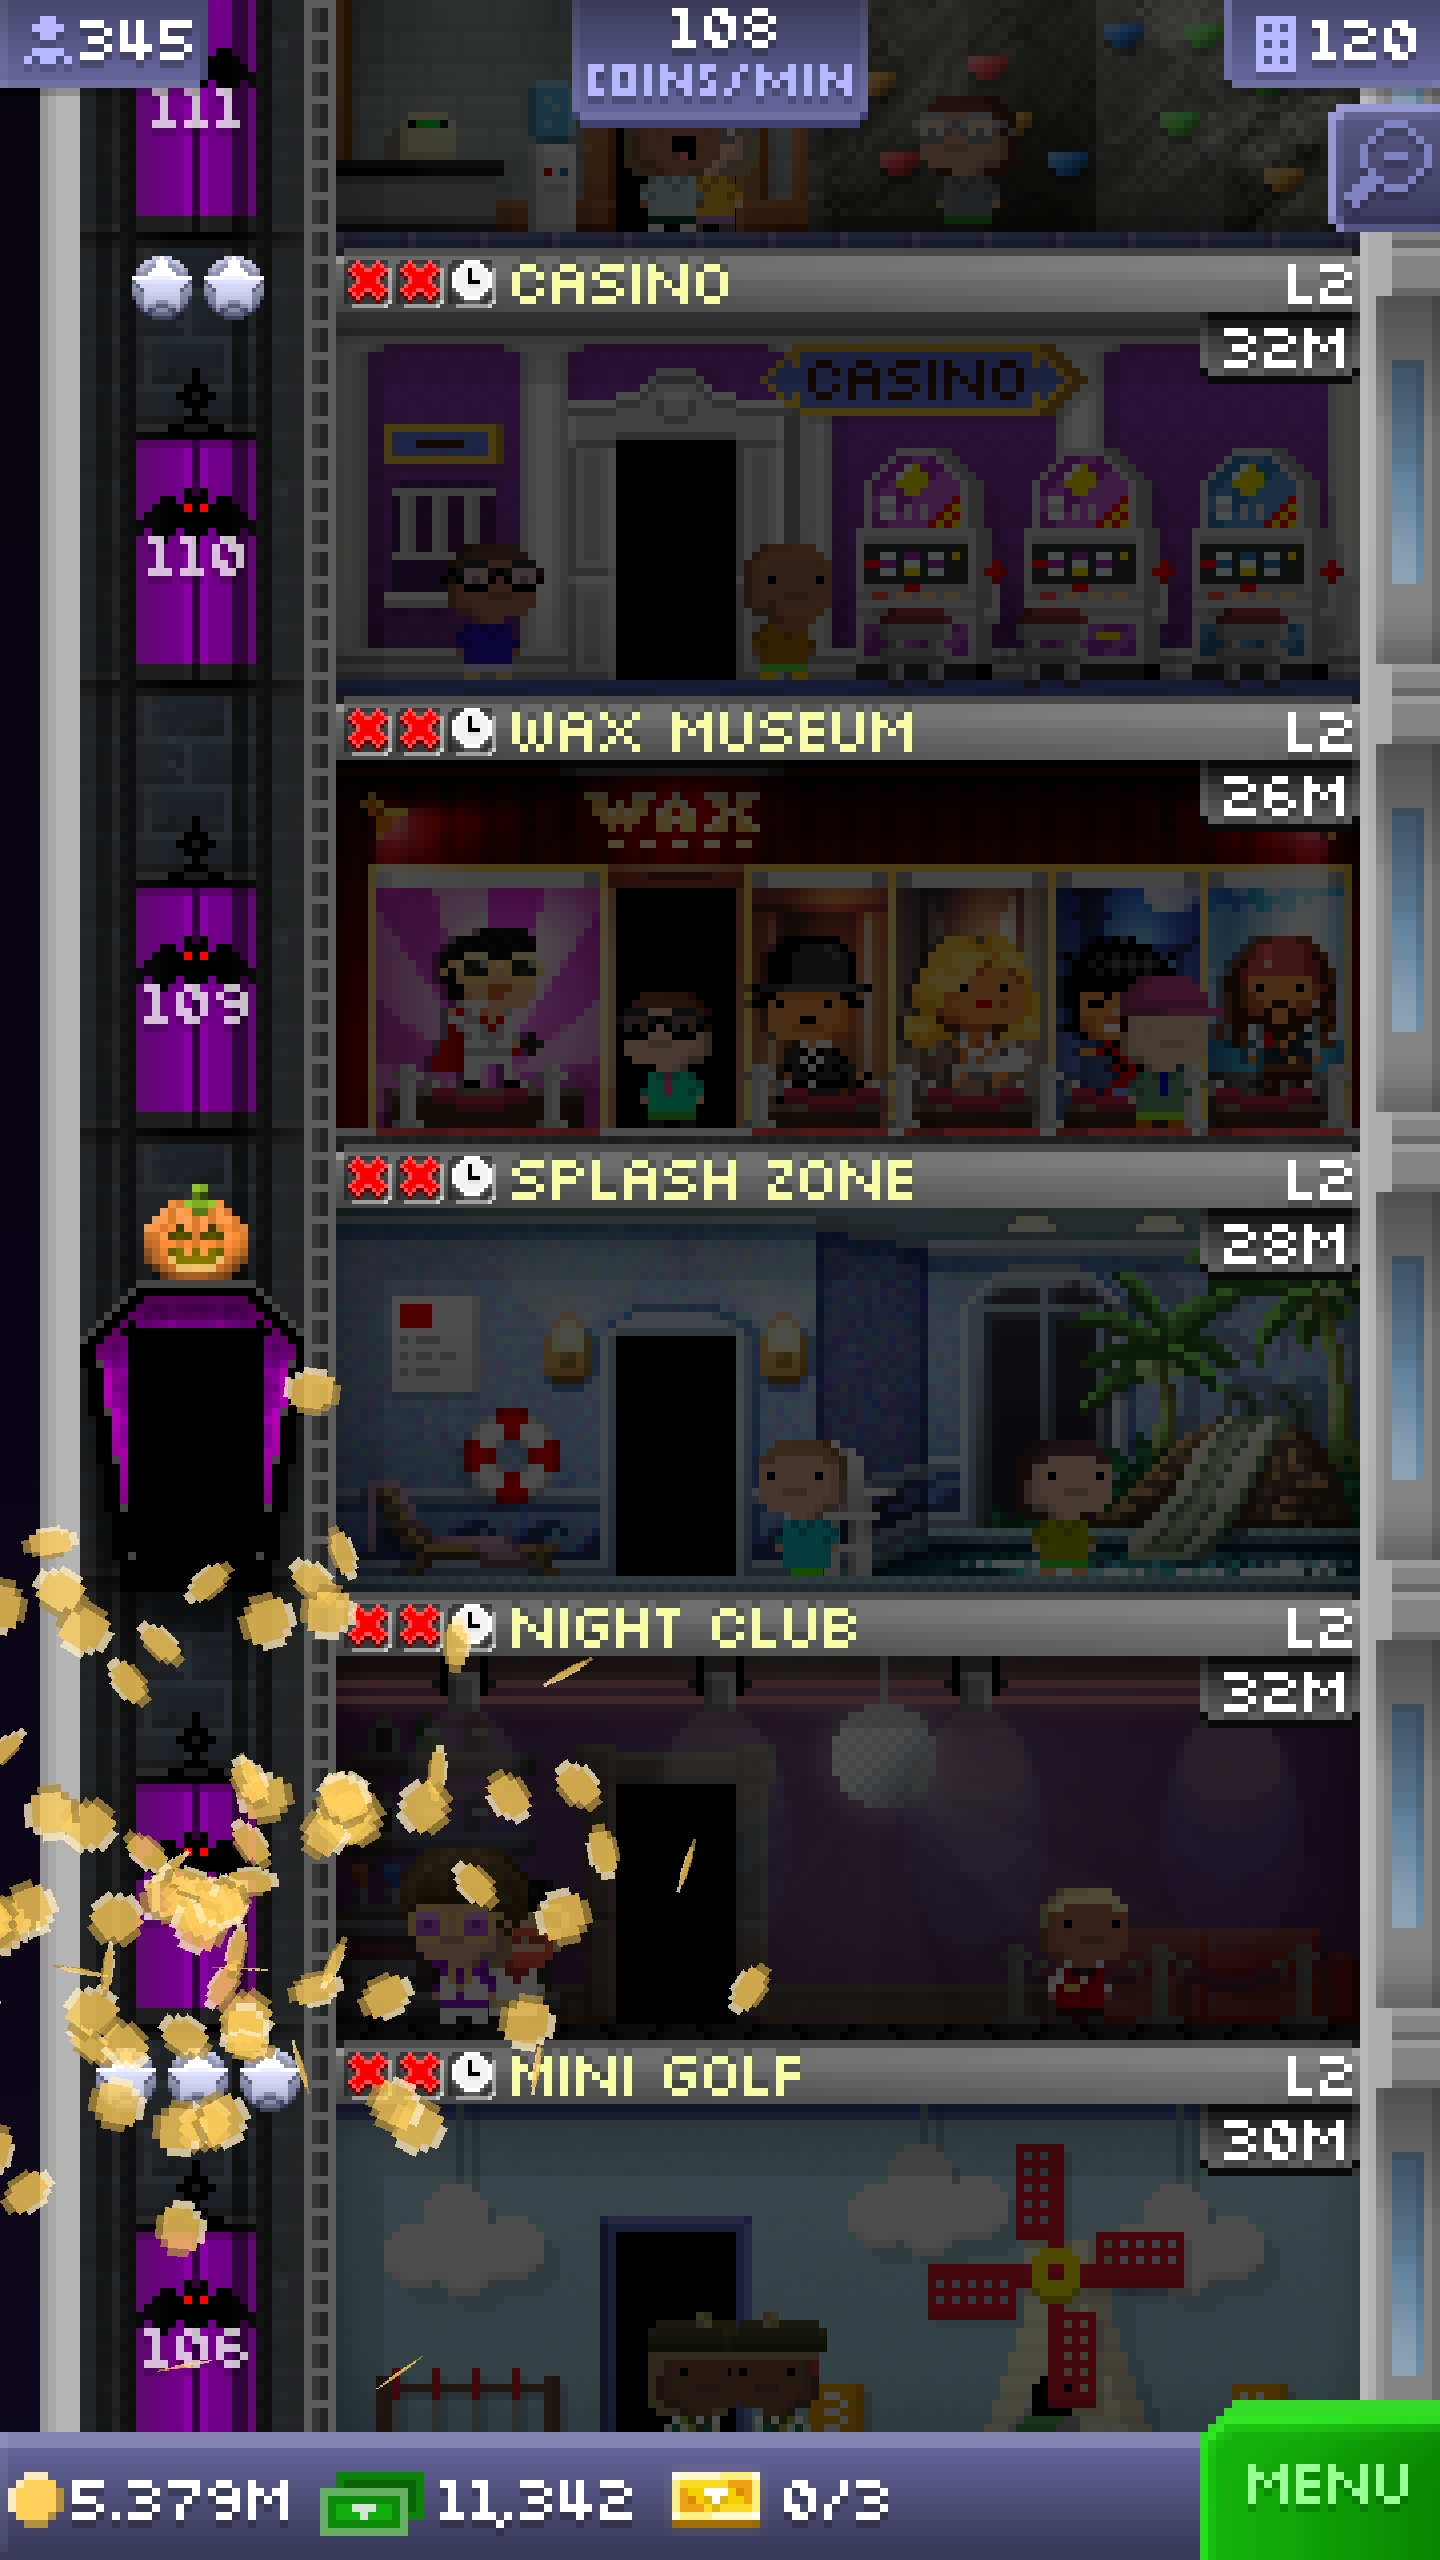 345
108
COINS/MIN
120
111
CASINO
L2
32M
CASINO
110
WAX MUSEUM
L2
26M
WAX
109
SPLASH ZONE
L2
28M
NIGHT CLUB
L2
32M
MINI GOLF
L2
30M
106
5.379M
11,342
0/3
MENU